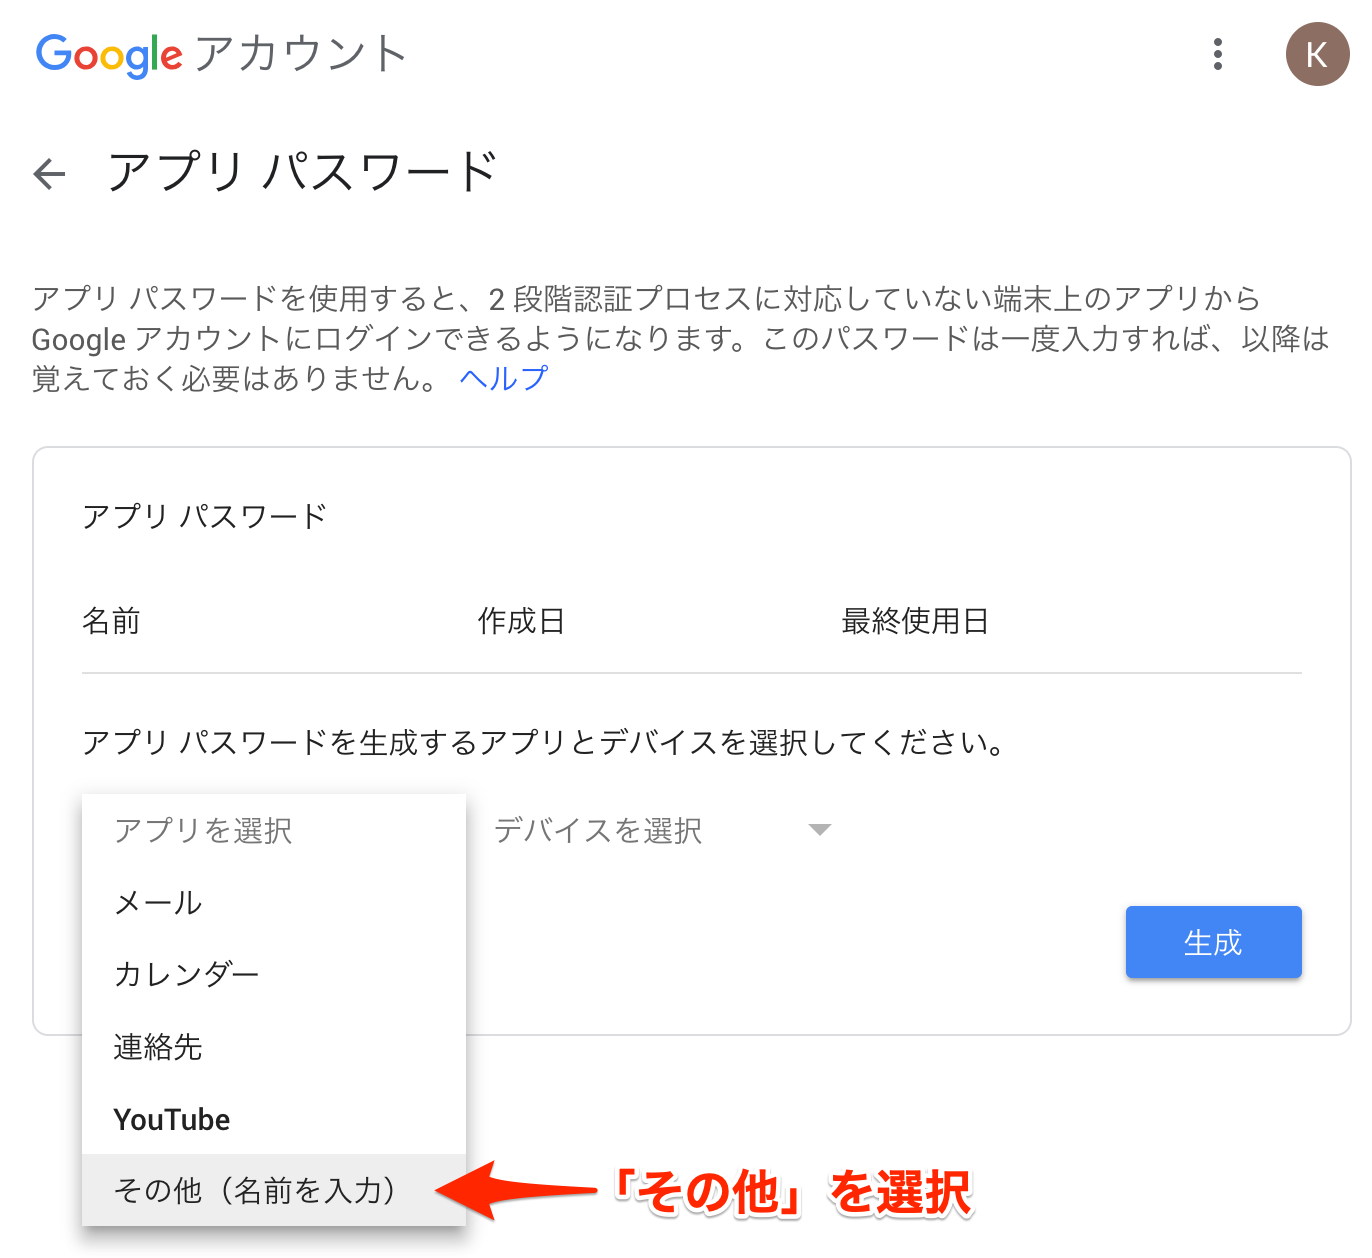 Google アカウント
K
アプリ パスワード
アプリ パスワードを使用すると、2 段階認証プロセスに対応していない端末上のアプリから
Google アカウントにログインできるようになります。このパスワードは一度入力すれば、以降は
覚えておく必要はありません。 ヘルプ
アプリ パスワード
名前 作成日 最終使用日
アプリ パスワードを生成するアプリとデバイスを選択してください。
アプリを選択 デバイスを選択
メール
カレンダー
生成
連絡先
YouTube
その他（名前を入力） 「その他」を選択